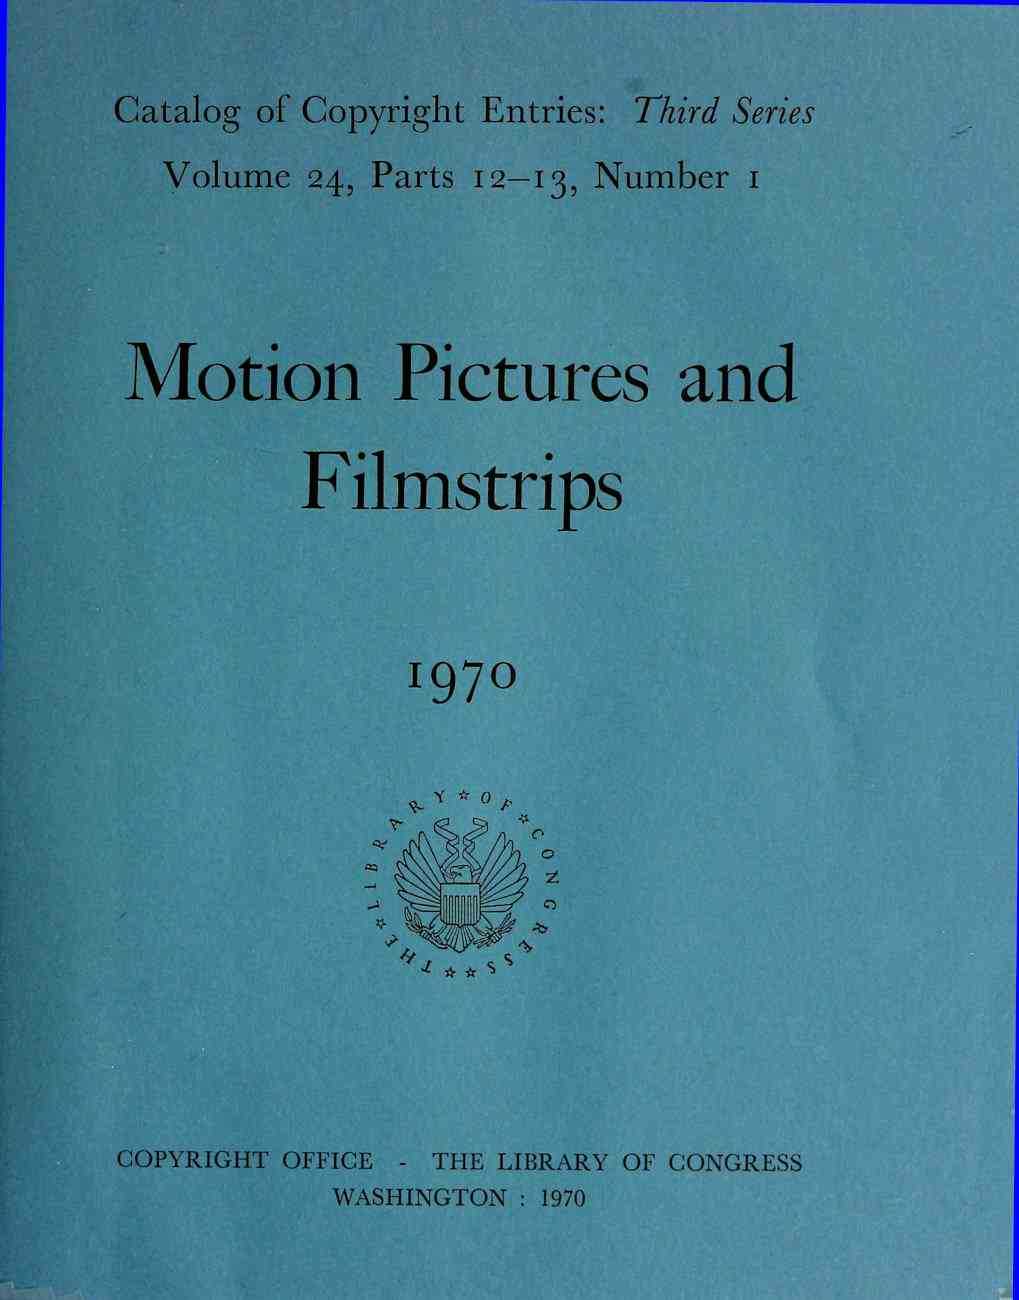 Catalog of Copyright Entries: Third Series
Volume 24, Parts 12–13, Number 1
Motion Pictures and
Filmstrips
1970
THE ★ LIBRARY ★ OF ★ CONGRESS ★ ★
COPYRIGHT OFFICE - THE LIBRARY OF CONGRESS
WASHINGTON : 1970